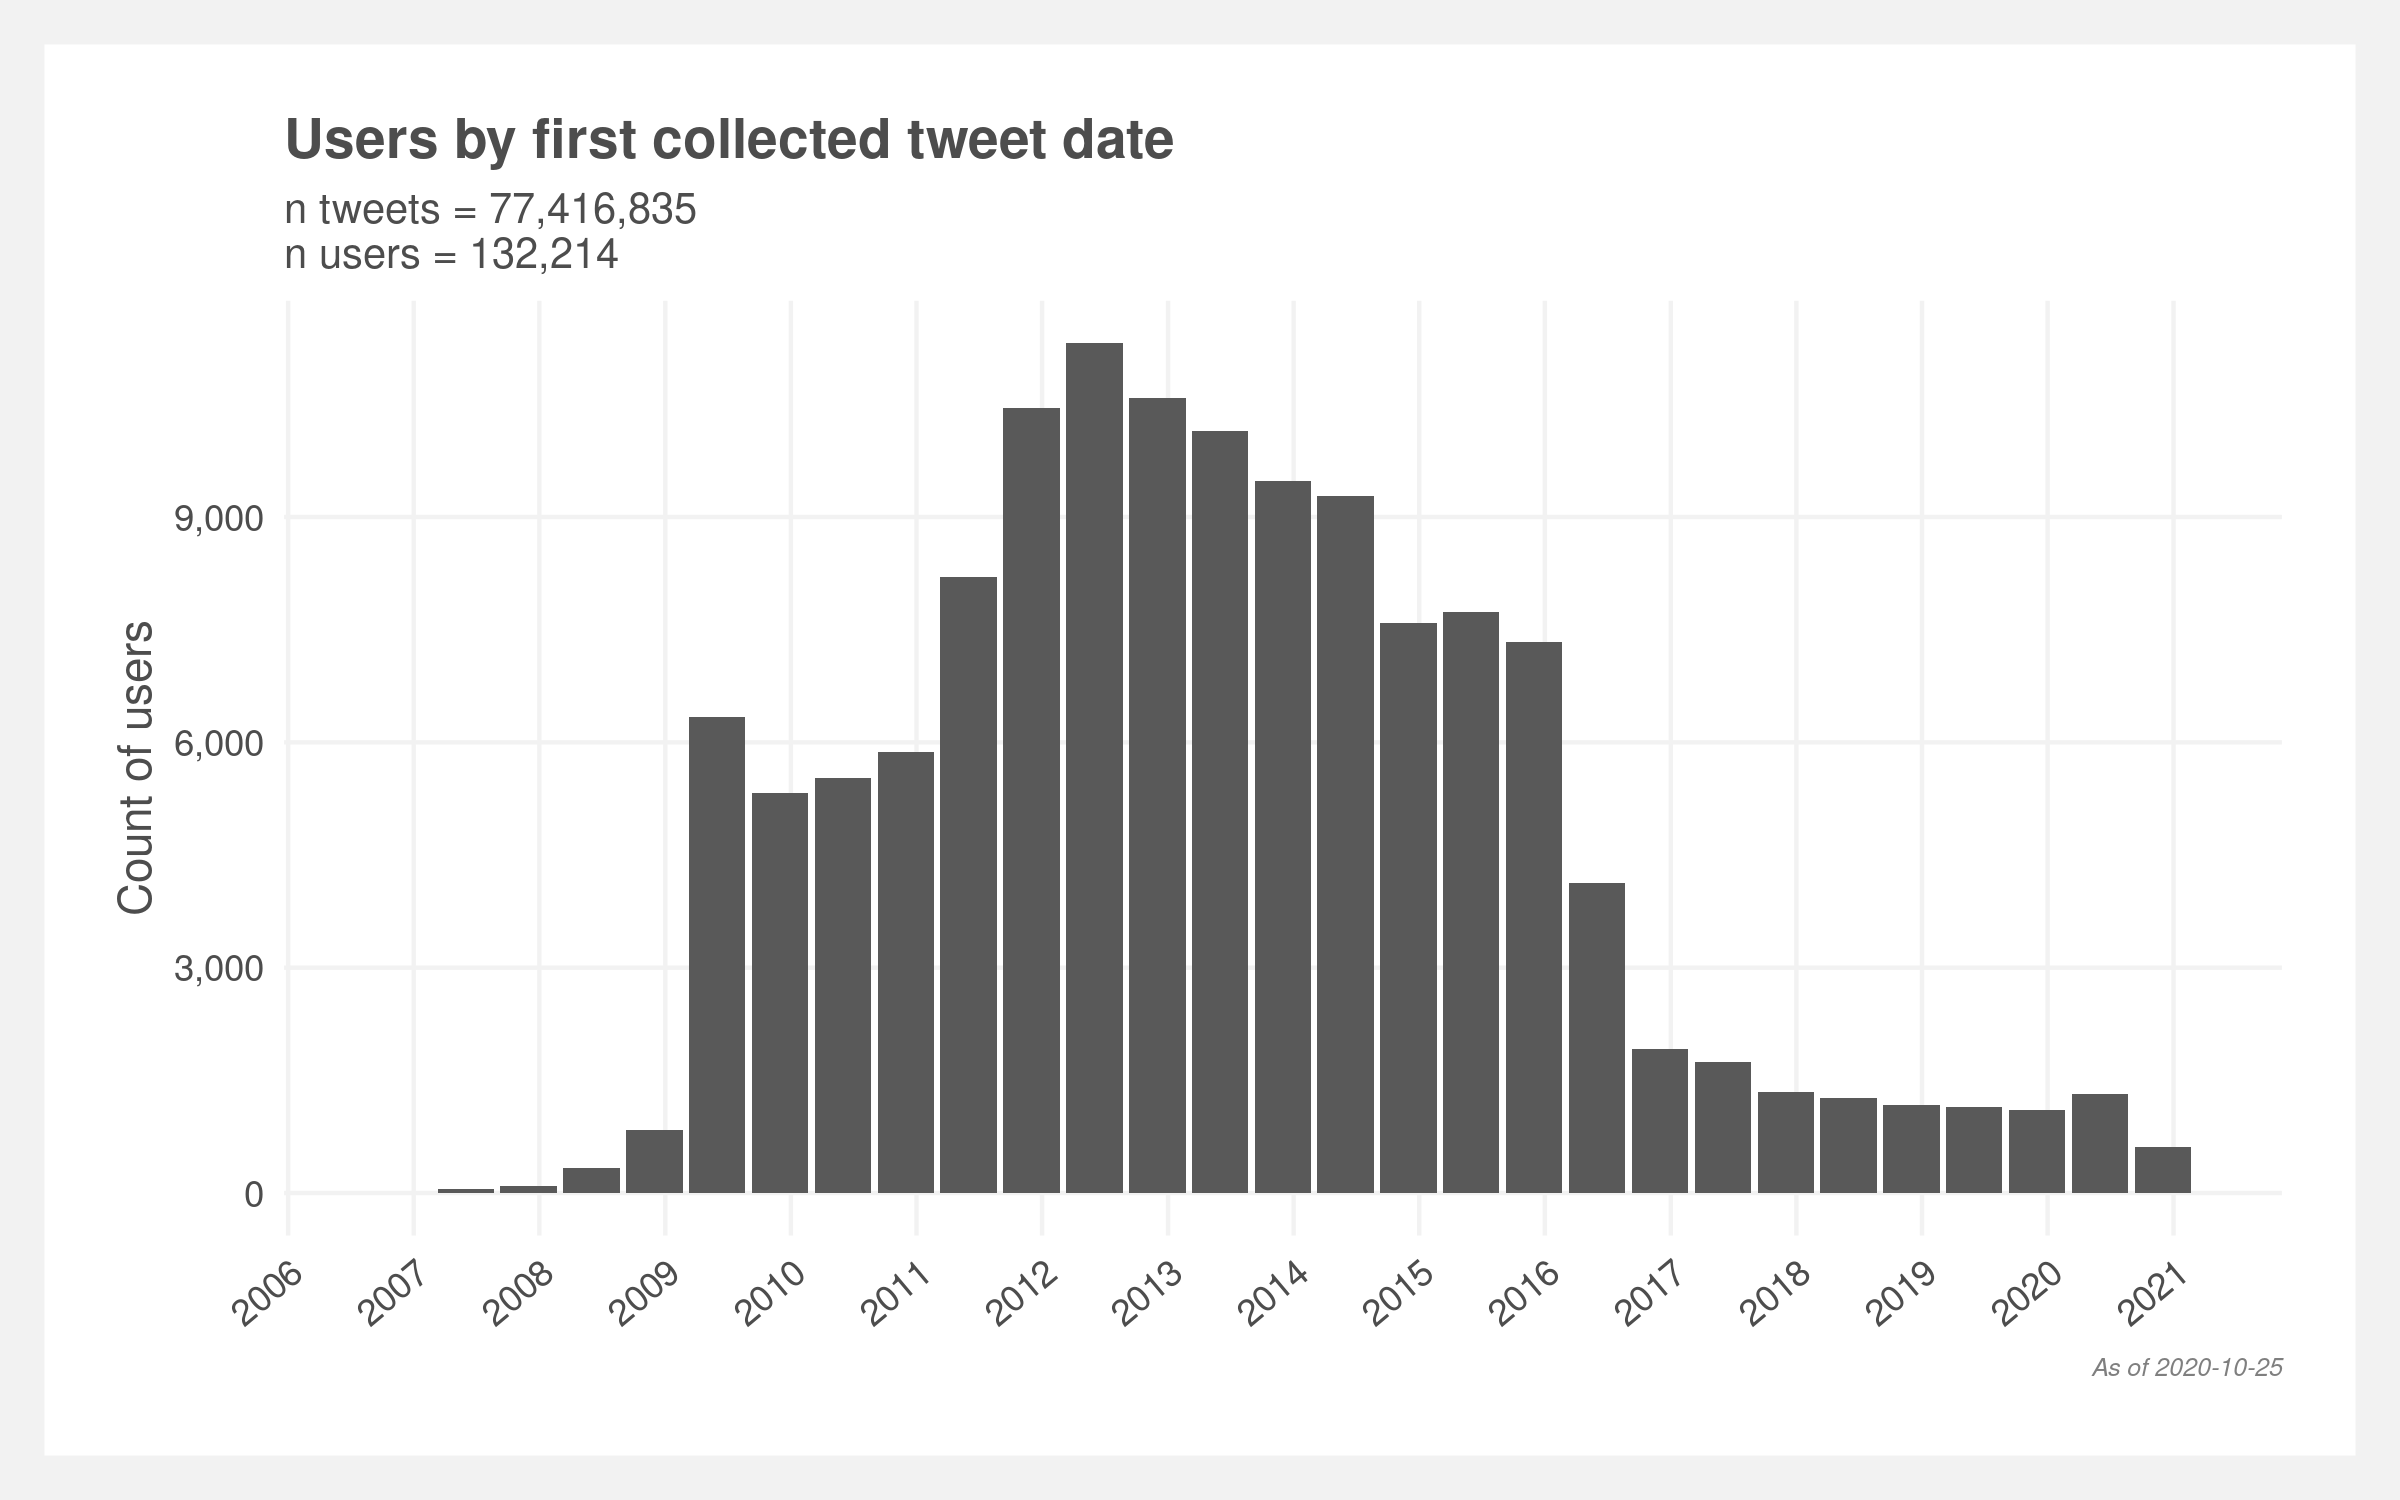 Users by first collected tweet date
n tweets = 77,416,835
n users = 132,214
Count of users
9,000
6,000
3,000
0
2006 2007 2008 2009 2010 2011 2012 2013 2014 2015 2016 2017 2018 2019 2020 2021
As of 2020-10-25